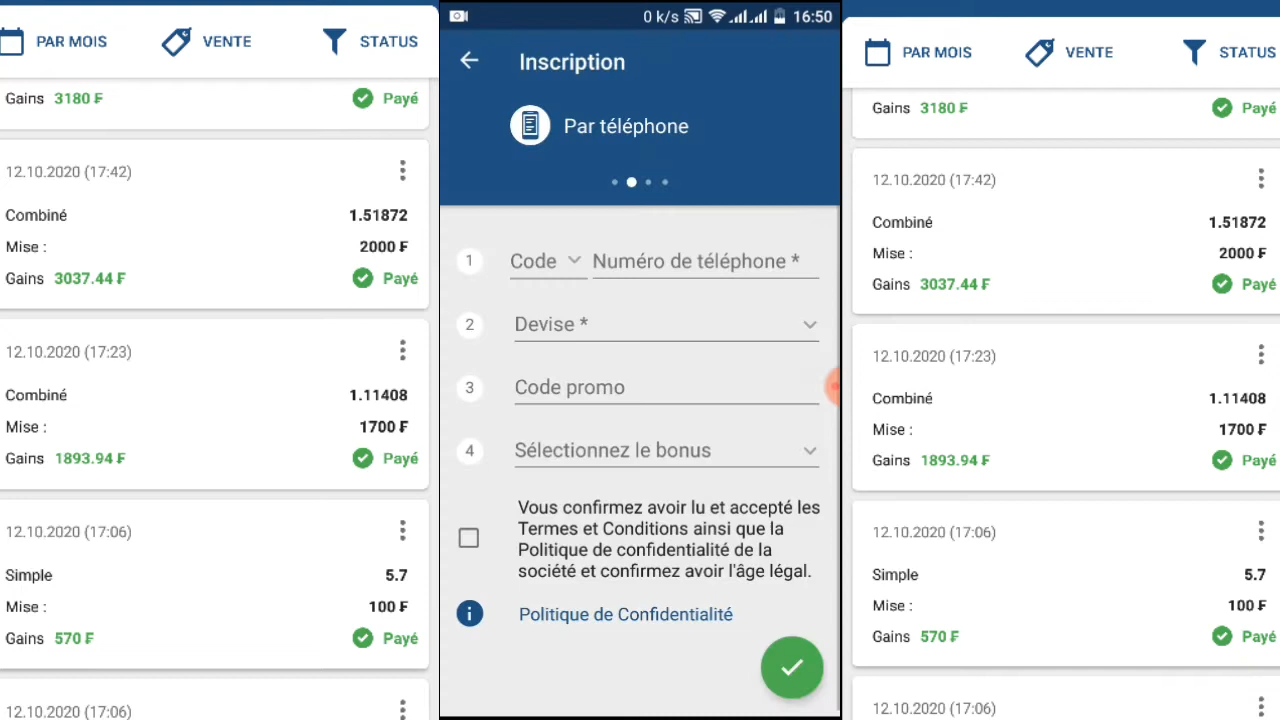 PAR MOIS VENTE STATUS
Gains 3180 ₣ Payé
12.10.2020 (17:42)
Combiné 1.51872
Mise : 2000 ₣
Gains 3037.44 ₣ Payé
12.10.2020 (17:23)
Combiné 1.11408
Mise : 1700 ₣
Gains 1893.94 ₣ Payé
12.10.2020 (17:06)
Simple 5.7
Mise : 100 ₣
Gains 570 ₣ Payé
12.10.2020 (17:06)
0 k/s 16:50
Inscription
Par téléphone
1 Code Numéro de téléphone *
2 Devise *
3 Code promo
4 Sélectionnez le bonus
Vous confirmez avoir lu et accepté les
Termes et Conditions ainsi que la
Politique de confidentialité de la
société et confirmez avoir l'âge légal.
i Politique de Confidentialité
PAR MOIS VENTE STATUS
Gains 3180 ₣ Payé
12.10.2020 (17:42)
Combiné 1.51872
Mise : 2000 ₣
Gains 3037.44 ₣ Payé
12.10.2020 (17:23)
Combiné 1.11408
Mise : 1700 ₣
Gains 1893.94 ₣ Payé
12.10.2020 (17:06)
Simple 5.7
Mise : 100 ₣
Gains 570 ₣ Payé
12.10.2020 (17:06)